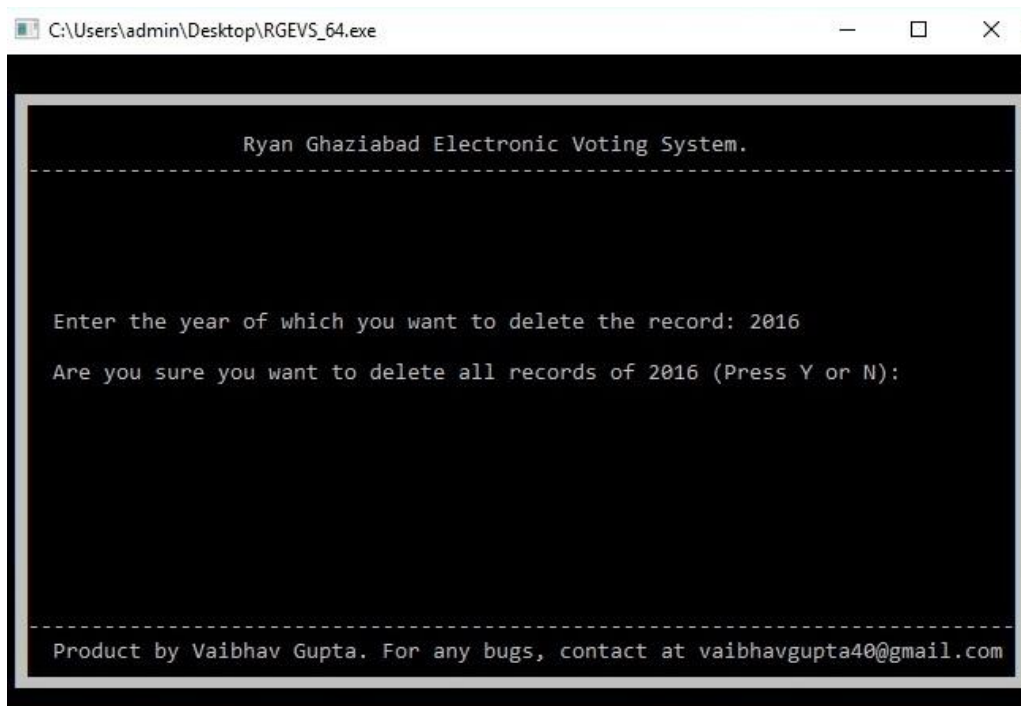 C:\Users\admin\Desktop\RGEVS_64.exe
Ryan Ghaziabad Electronic Voting System.
Enter the year of which you want to delete the record: 2016
Are you sure you want to delete all records of 2016 (Press Y or N):
Product by Vaibhav Gupta. For any bugs, contact at vaibhavgupta40@gmail.com